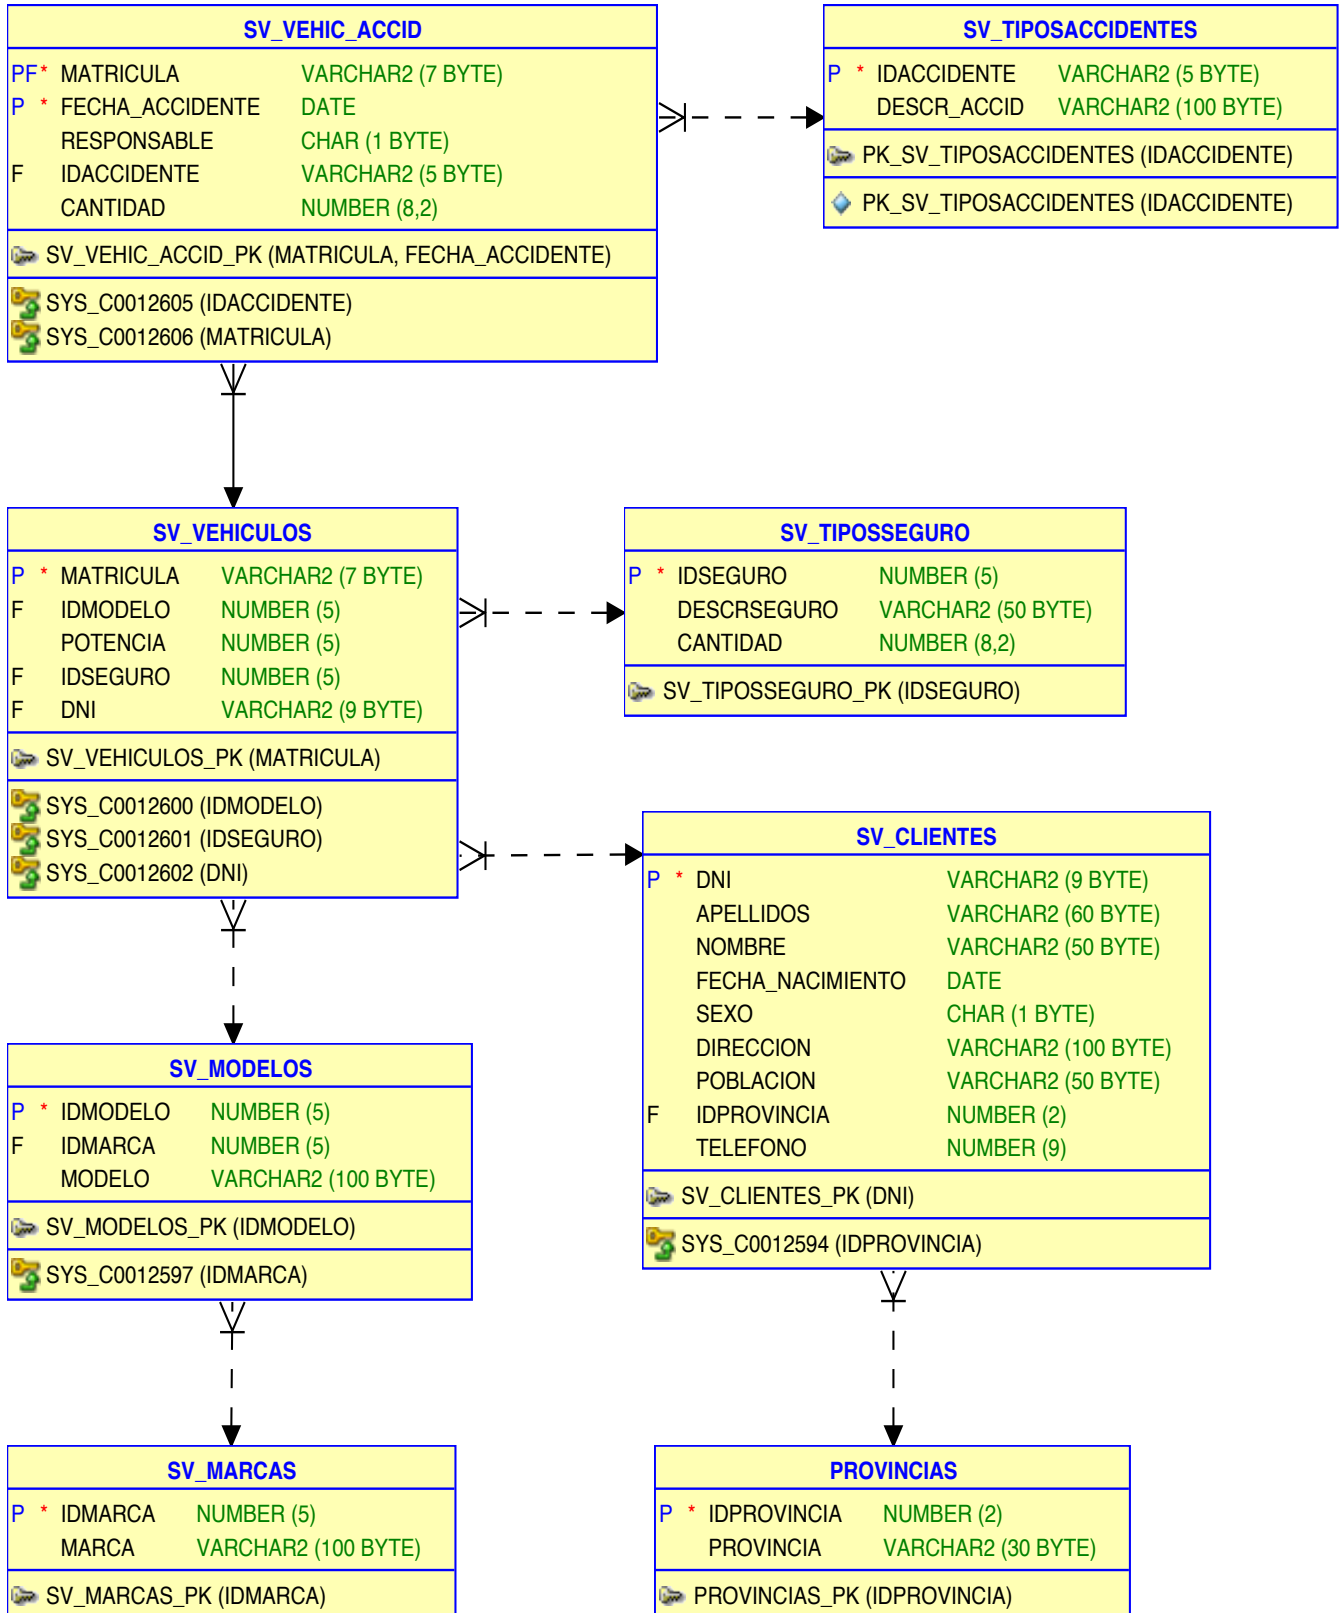 SV_VEHIC_ACCID
PF* MATRICULA VARCHAR2 (7 BYTE)
P * FECHA_ACCIDENTE DATE
RESPONSABLE CHAR (1 BYTE)
F IDACCIDENTE VARCHAR2 (5 BYTE)
CANTIDAD NUMBER (8,2)
SV_VEHIC_ACCID_PK (MATRICULA, FECHA_ACCIDENTE)
SYS_C0012605 (IDACCIDENTE)
SYS_C0012606 (MATRICULA)
SV_TIPOSACCIDENTES
P * IDACCIDENTE VARCHAR2 (5 BYTE)
DESCR_ACCID VARCHAR2 (100 BYTE)
PK_SV_TIPOSACCIDENTES (IDACCIDENTE)
PK_SV_TIPOSACCIDENTES (IDACCIDENTE)
SV_VEHICULOS
P * MATRICULA VARCHAR2 (7 BYTE)
F IDMODELO NUMBER (5)
POTENCIA NUMBER (5)
F IDSEGURO NUMBER (5)
F DNI VARCHAR2 (9 BYTE)
SV_VEHICULOS_PK (MATRICULA)
SYS_C0012600 (IDMODELO)
SYS_C0012601 (IDSEGURO)
SYS_C0012602 (DNI)
SV_TIPOSSEGURO
P * IDSEGURO NUMBER (5)
DESCRSEGURO VARCHAR2 (50 BYTE)
CANTIDAD NUMBER (8,2)
SV_TIPOSSEGURO_PK (IDSEGURO)
SV_CLIENTES
P * DNI VARCHAR2 (9 BYTE)
APELLIDOS VARCHAR2 (60 BYTE)
NOMBRE VARCHAR2 (50 BYTE)
FECHA_NACIMIENTO DATE
SEXO CHAR (1 BYTE)
DIRECCION VARCHAR2 (100 BYTE)
POBLACION VARCHAR2 (50 BYTE)
F IDPROVINCIA NUMBER (2)
TELEFONO NUMBER (9)
SV_CLIENTES_PK (DNI)
SYS_C0012594 (IDPROVINCIA)
SV_MODELOS
P * IDMODELO NUMBER (5)
F IDMARCA NUMBER (5)
MODELO VARCHAR2 (100 BYTE)
SV_MODELOS_PK (IDMODELO)
SYS_C0012597 (IDMARCA)
SV_MARCAS
P * IDMARCA NUMBER (5)
MARCA VARCHAR2 (100 BYTE)
SV_MARCAS_PK (IDMARCA)
PROVINCIAS
P * IDPROVINCIA NUMBER (2)
PROVINCIA VARCHAR2 (30 BYTE)
PROVINCIAS_PK (IDPROVINCIA)